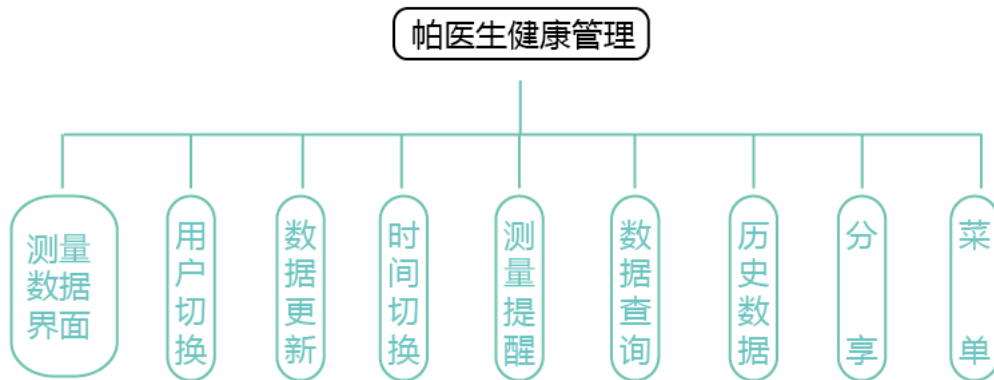 帕医生健康管理
测量
数据
界面
用户切换
数据更新
时间切换
测量提醒
数据查询
历史数据
分享
菜单